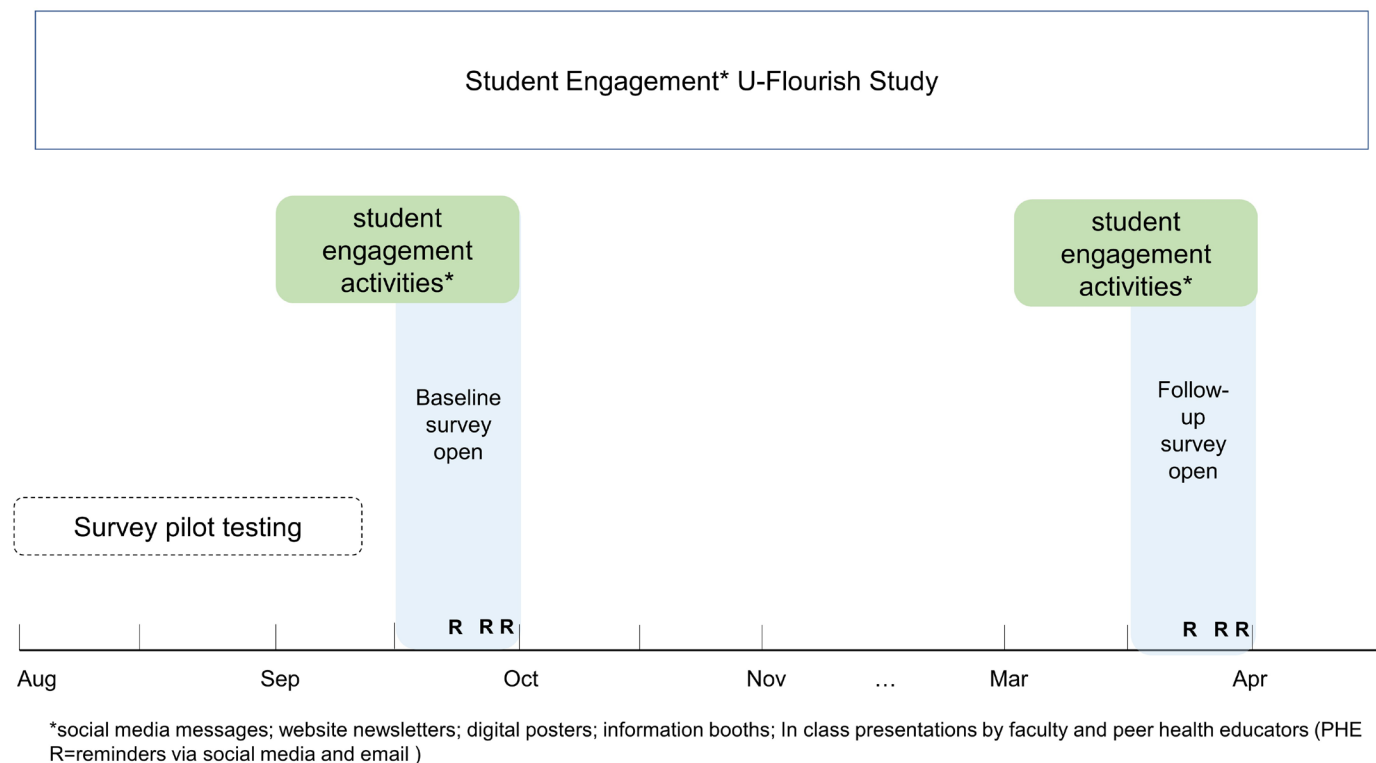 Student Engagement* U-Flourish Study
student
engagement
activities*
student
engagement
activities*
Baseline
survey
open
Follow-
up
survey
open
Survey pilot testing
R R R
R R R
Aug Sep Oct Nov ... Mar Apr
*social media messages; website newsletters; digital posters; information booths; In class presentations by faculty and peer health educators (PHE
R=reminders via social media and email )